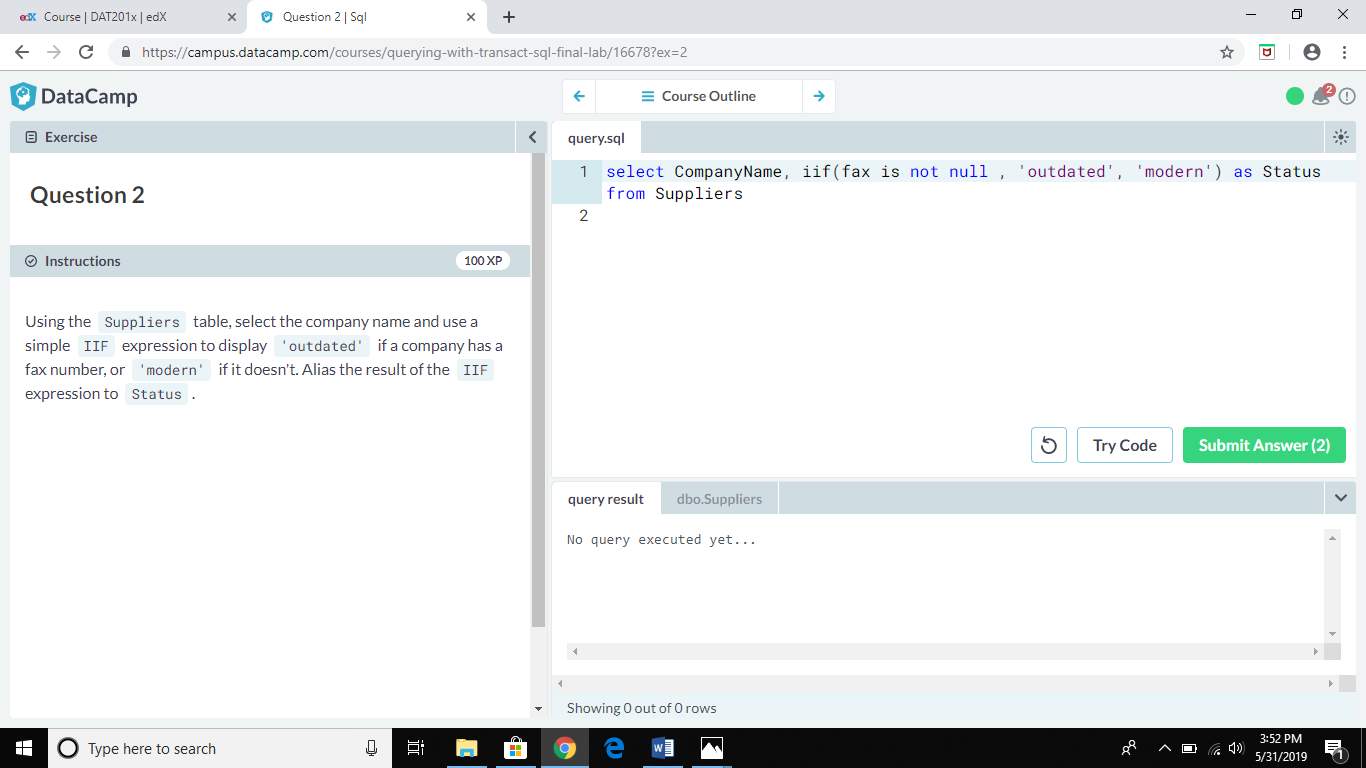 edX Course | DAT201x | edX
Question 2 | Sql
https://campus.datacamp.com/courses/querying-with-transact-sql-final-lab/16678?ex=2
DataCamp
Course Outline
2
Exercise
query.sql
Question 2
Instructions
100 XP
Using the Suppliers table, select the company name and use a
simple IIF expression to display 'outdated' if a company has a
fax number, or 'modern' if it doesn't. Alias the result of the IIF
expression to Status .
1 select CompanyName, iif(fax is not null , 'outdated', 'modern') as Status
from Suppliers
2
Try Code
Submit Answer (2)
query result
dbo.Suppliers
No query executed yet...
Showing 0 out of 0 rows
Type here to search
3:52 PM
5/31/2019
1